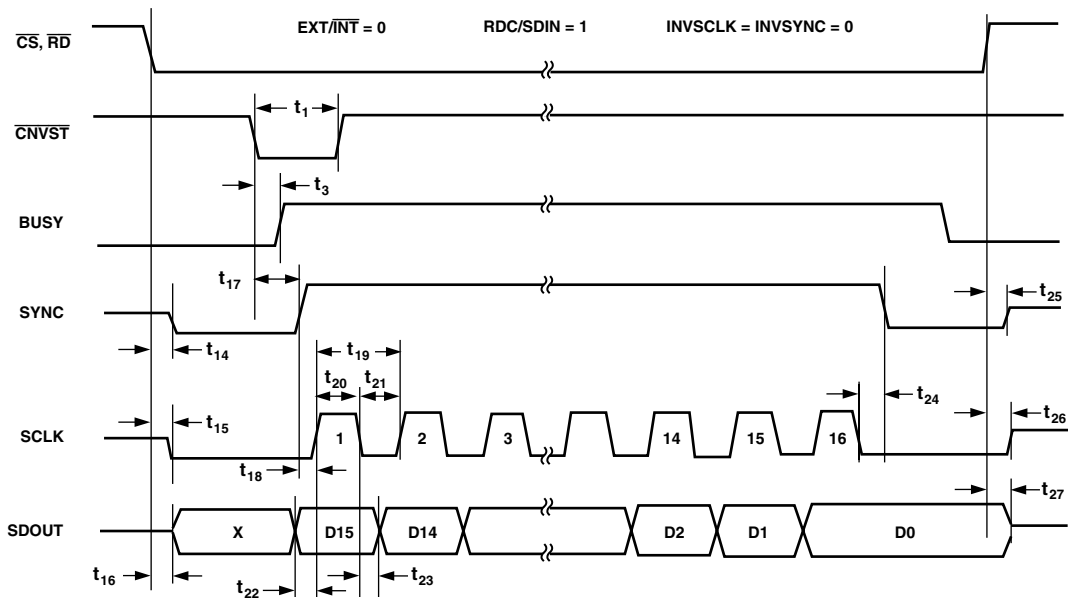 EXT/INT = 0 RDC/SDIN = 1 INVSCLK = INVSYNC = 0
CS, RD
t1
CNVST
t3
BUSY
t17
SYNC
t25
t14
t19
t20 t21
t24
t26
t15
SCLK
1 2 3 14 15 16
t18
t27
SDOUT
X D15 D14 D2 D1 D0
t16
t22
t23